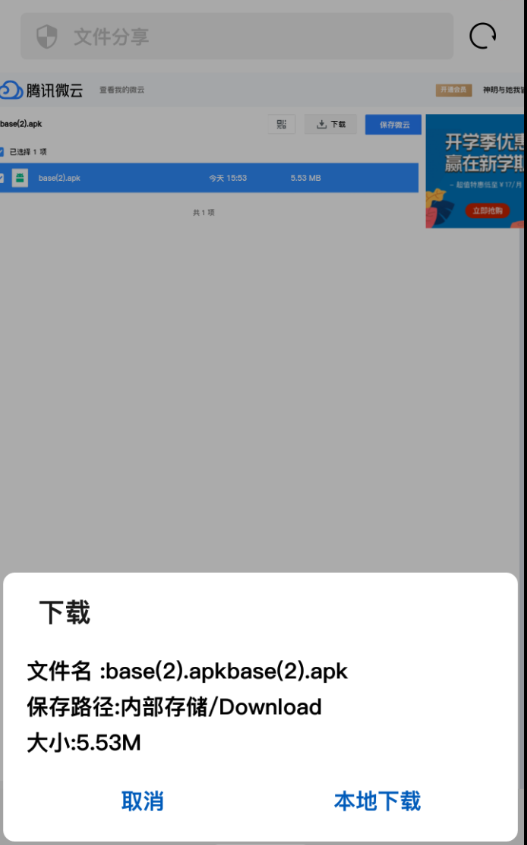 文件分享
腾讯微云 查看我的微云 开通会员 神明与她我
base(2).apk 下载 保存微云
已选择 1 项
base(2).apk 今天 15:53 5.53 MB
共 1 项
开学季优惠
赢在新学期
立即抢购
下载
文件名 :base(2).apkbase(2).apk
保存路径:内部存储/Download
大小:5.53M
取消 本地下载